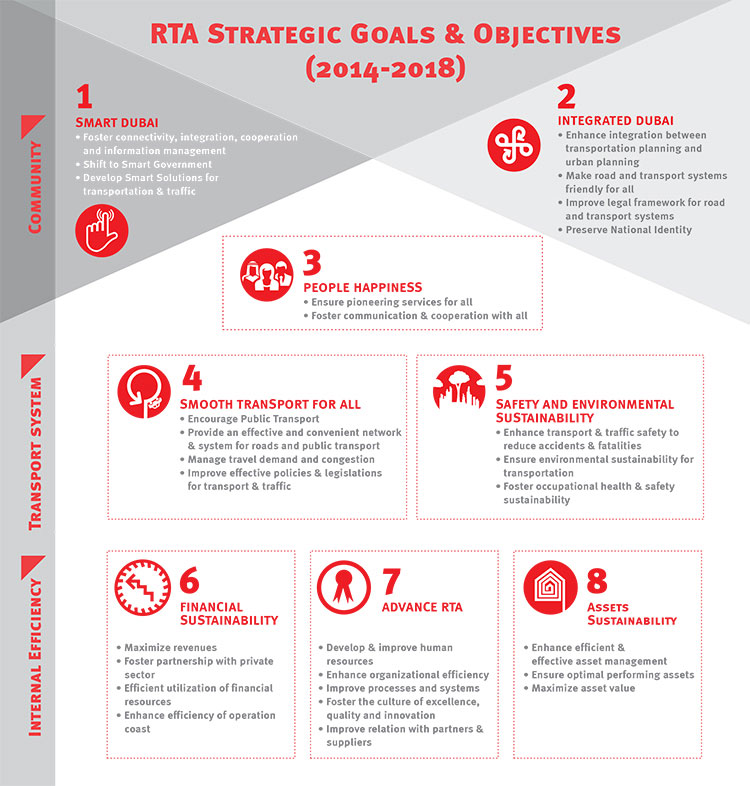 RTA Strategic Goals & Objectives
(2014-2018)
Community
1
Smart Dubai
• Foster connectivity, integration, cooperation
and information management
• Shift to Smart Government
• Develop Smart Solutions for
transportation & traffic
2
Integrated Dubai
• Enhance integration between
transportation planning and
urban planning
• Make road and transport systems
friendly for all
• Improve legal framework for road
and transport systems
• Preserve National Identity
3
People Happiness
• Ensure pioneering services for all
• Foster communication & cooperation with all
Transport system
4
Smooth Transport for All
• Encourage Public Transport
• Provide an effective and convenient network
& system for roads and public transport
• Manage travel demand and congestion
• Improve effective policies & legislations
for transport & traffic
5
Safety and Environmental
Sustainability
• Enhance transport & traffic safety to
reduce accidents & fatalities
• Ensure environmental sustainability for
transportation
• Foster occupational health & safety
sustainability
Internal Efficiency
6
Financial
Sustainability
• Maximize revenues
• Foster partnership with private
sector
• Efficient utilization of financial
resources
• Enhance efficiency of operation
coast
7
Advance RTA
• Develop & improve human
resources
• Enhance organizational efficiency
• Improve processes and systems
• Foster the culture of excellence,
quality and innovation
• Improve relation with partners &
suppliers
8
Assets
Sustainability
• Enhance efficient &
effective asset management
• Ensure optimal performing assets
• Maximize asset value